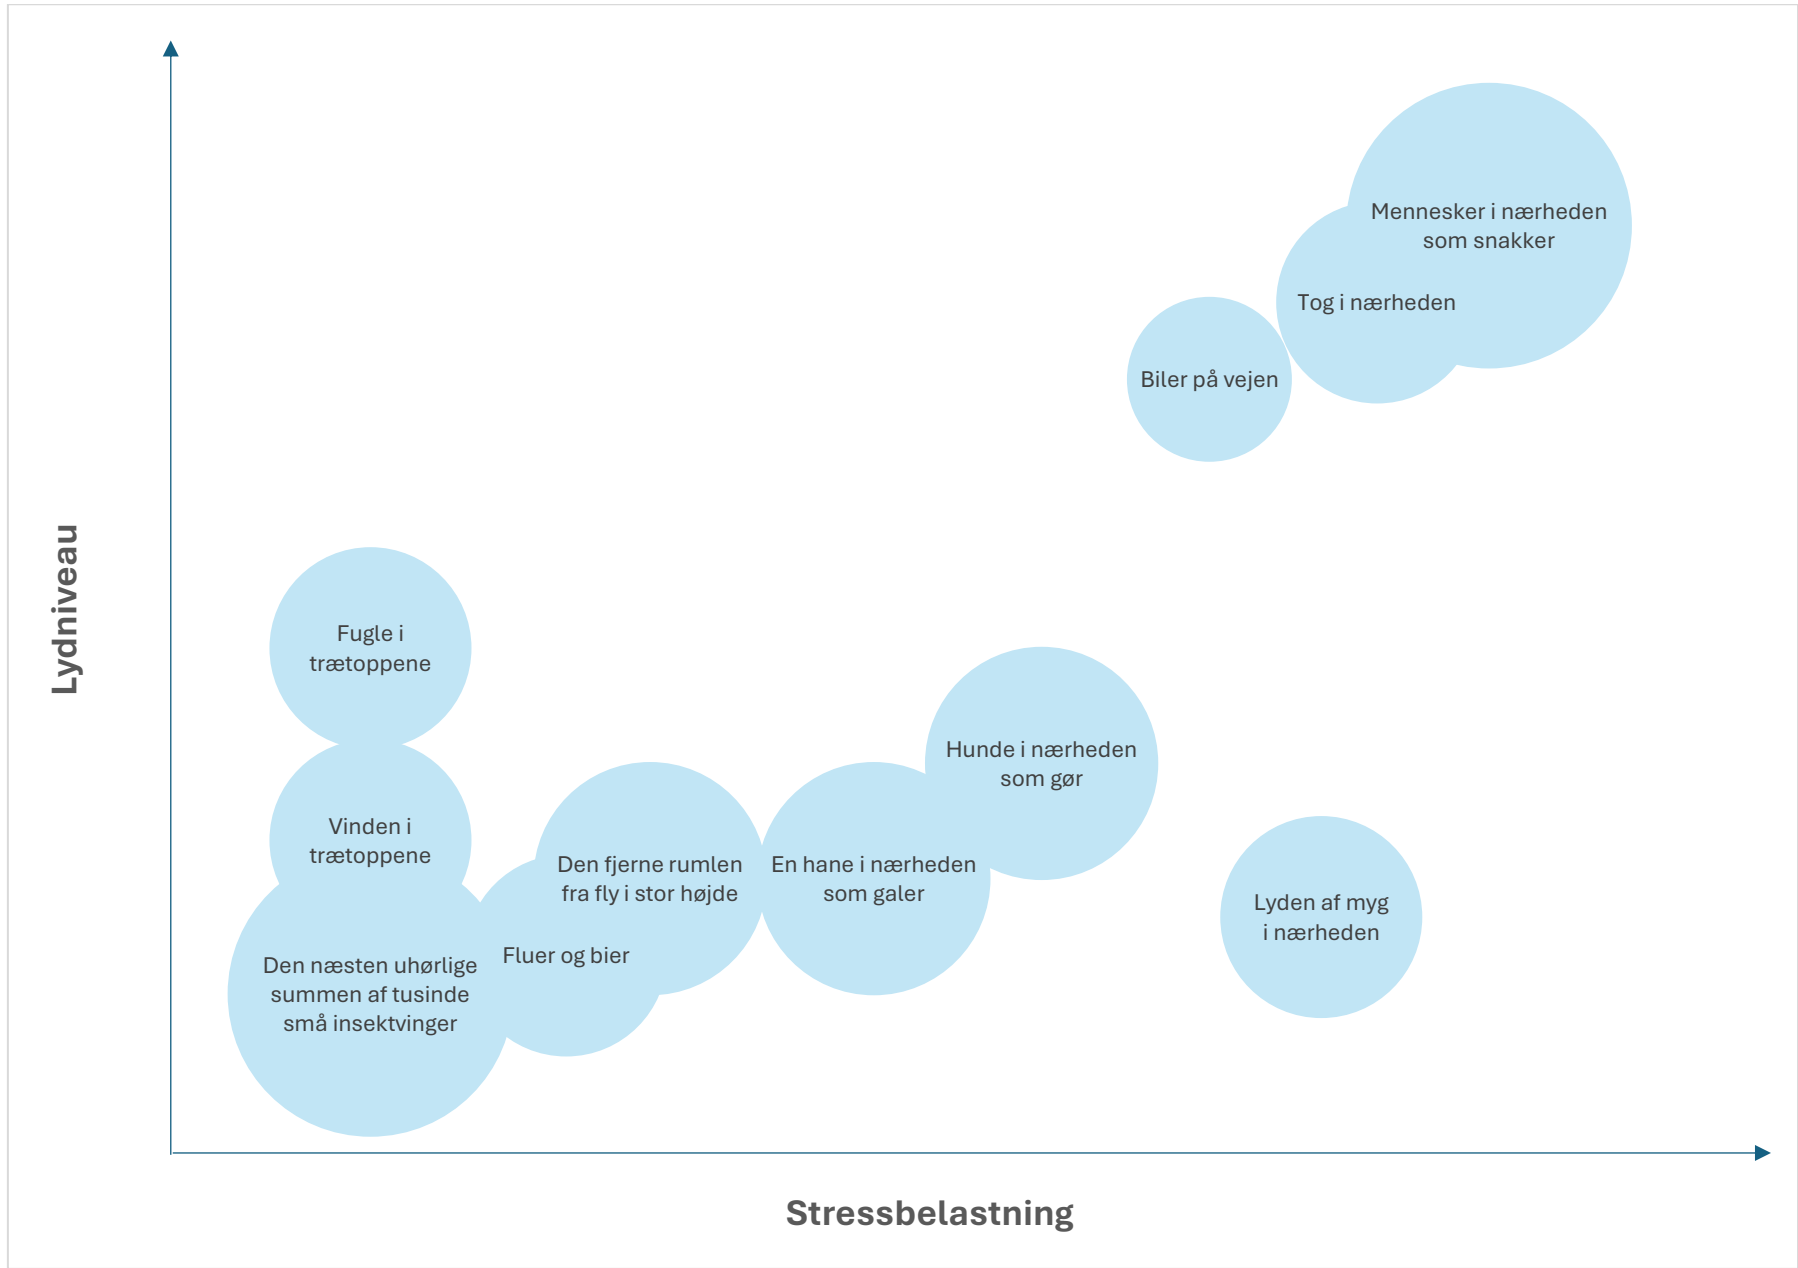 Mennesker i nærheden
som snakker
Tog i nærheden
Biler på vejen
Lydniveau
Fugle i
trætoppene
Hunde i nærheden
som gør
Vinden i
trætoppene
Den fjerne rumlen
fra fly i stor højde
En hane i nærheden
som galer
Lyden af myg
i nærheden
Fluer og bier
Den næsten uhørlige
summen af tusinde
små insektvinger
Stressbelastning